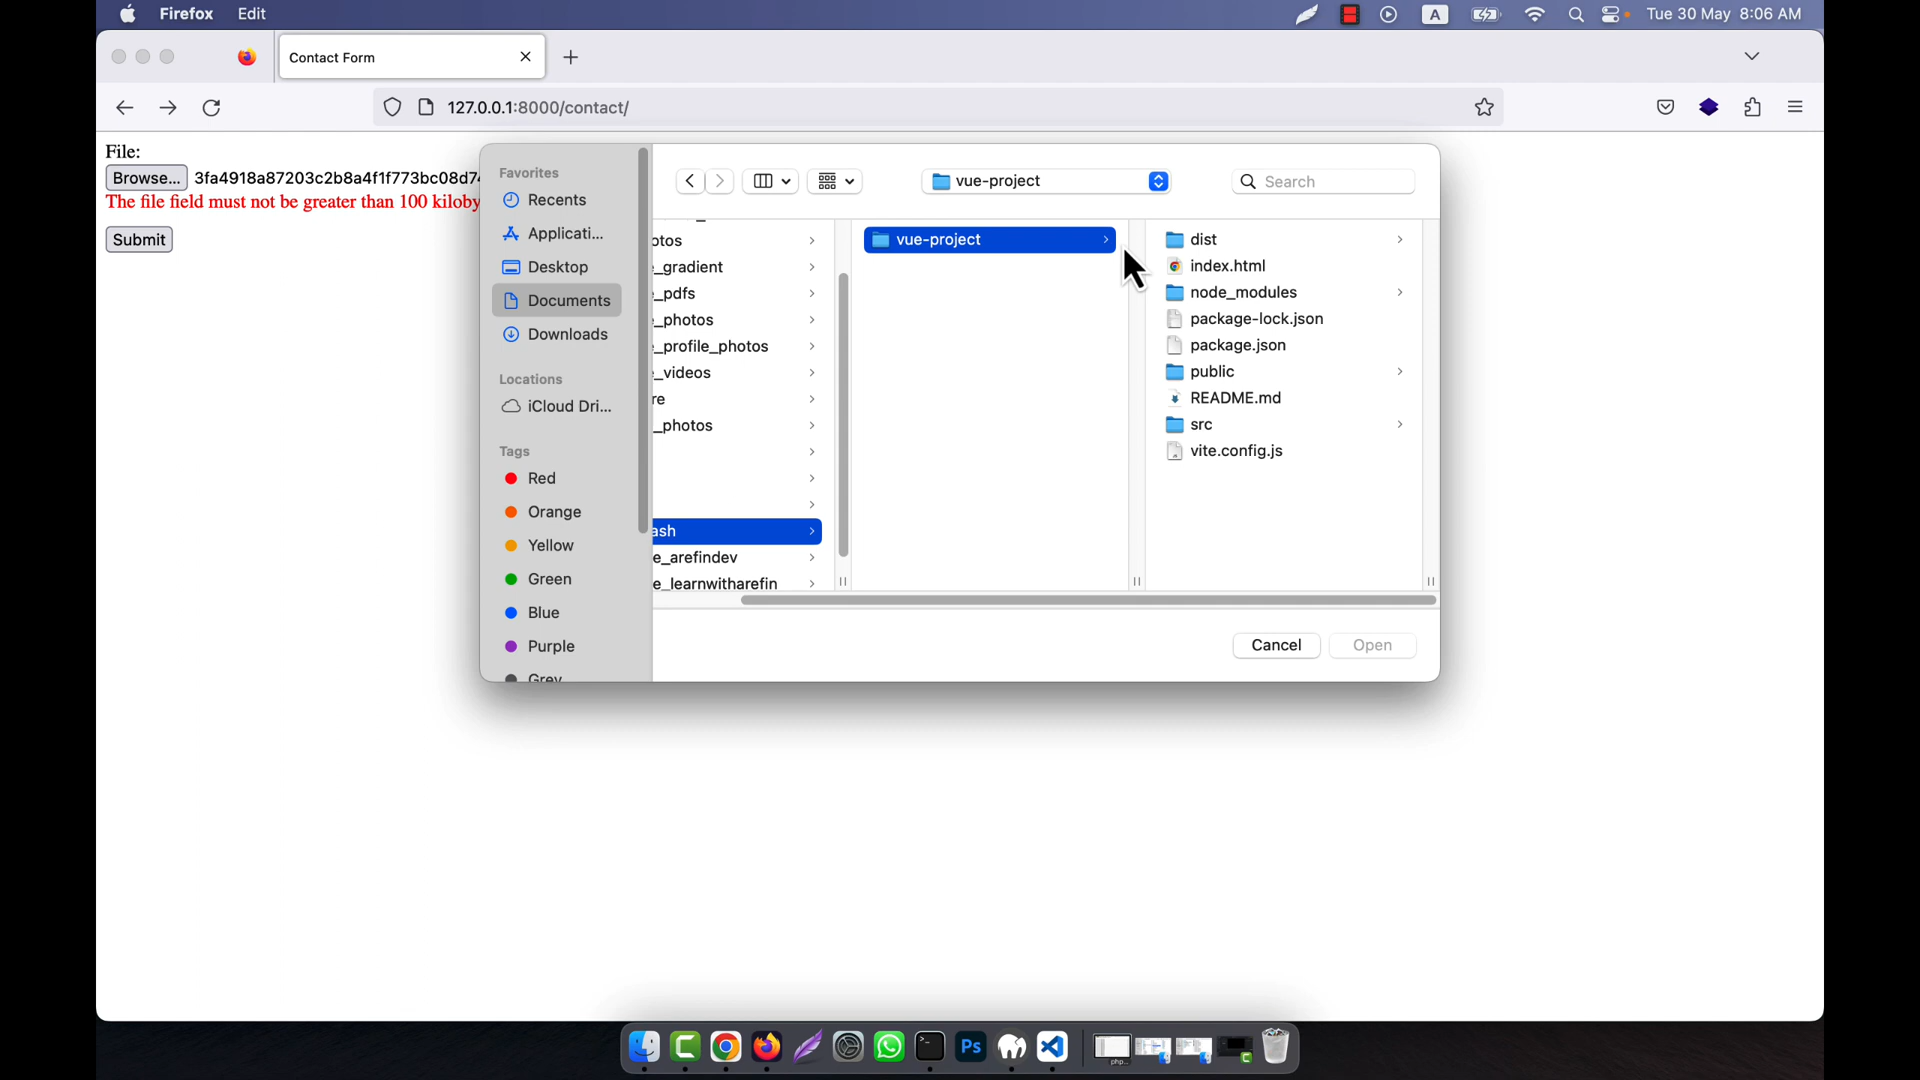 Firefox Edit
A Tue 30 May 8:06 AM
Contact Form
127.0.0.1:8000/contact/
File:
Browse... 3fa4918a87203c2b8a4f1f773bc08d74
The file field must not be greater than 100 kiloby
Submit
Favorites
Recents
Applicati...
Desktop
Documents
Downloads
Locations
iCloud Dri...
Tags
Red
Orange
Yellow
Green
Blue
Purple
Grey
vue-project
Search
otos
_gradient
_pdfs
_photos
_profile_photos
_videos
re
_photos
ash
e_arefindev
e_learnwitharefin
vue-project
dist
index.html
node_modules
package-lock.json
package.json
public
README.md
src
vite.config.js
Cancel Open
Ps
php...